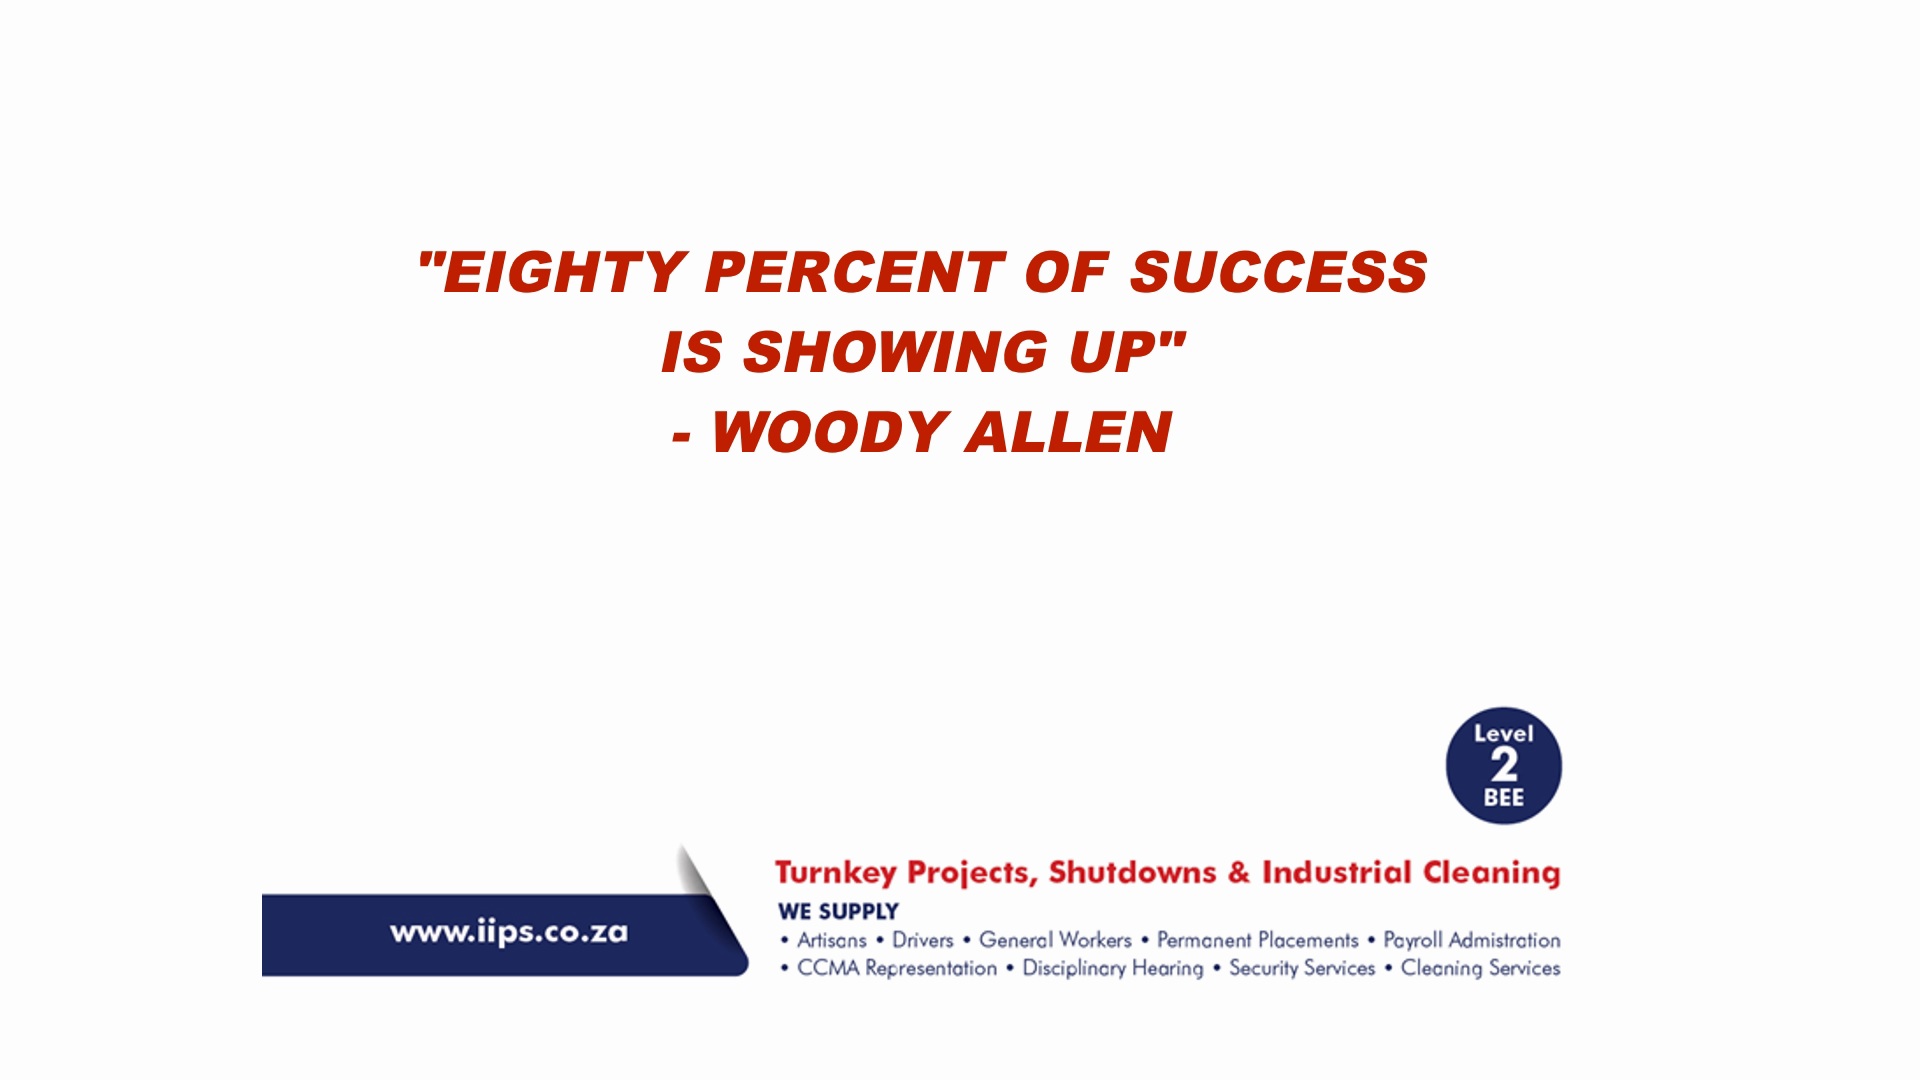 "EIGHTY PERCENT OF SUCCESS
IS SHOWING UP"
- WOODY ALLEN
Level
2
BEE
Turnkey Projects, Shutdowns & Industrial Cleaning
WE SUPPLY
• Artisans • Drivers • General Workers • Permanent Placements • Payroll Admistration
• CCMA Representation • Disciplinary Hearing • Security Services • Cleaning Services
www.iips.co.za